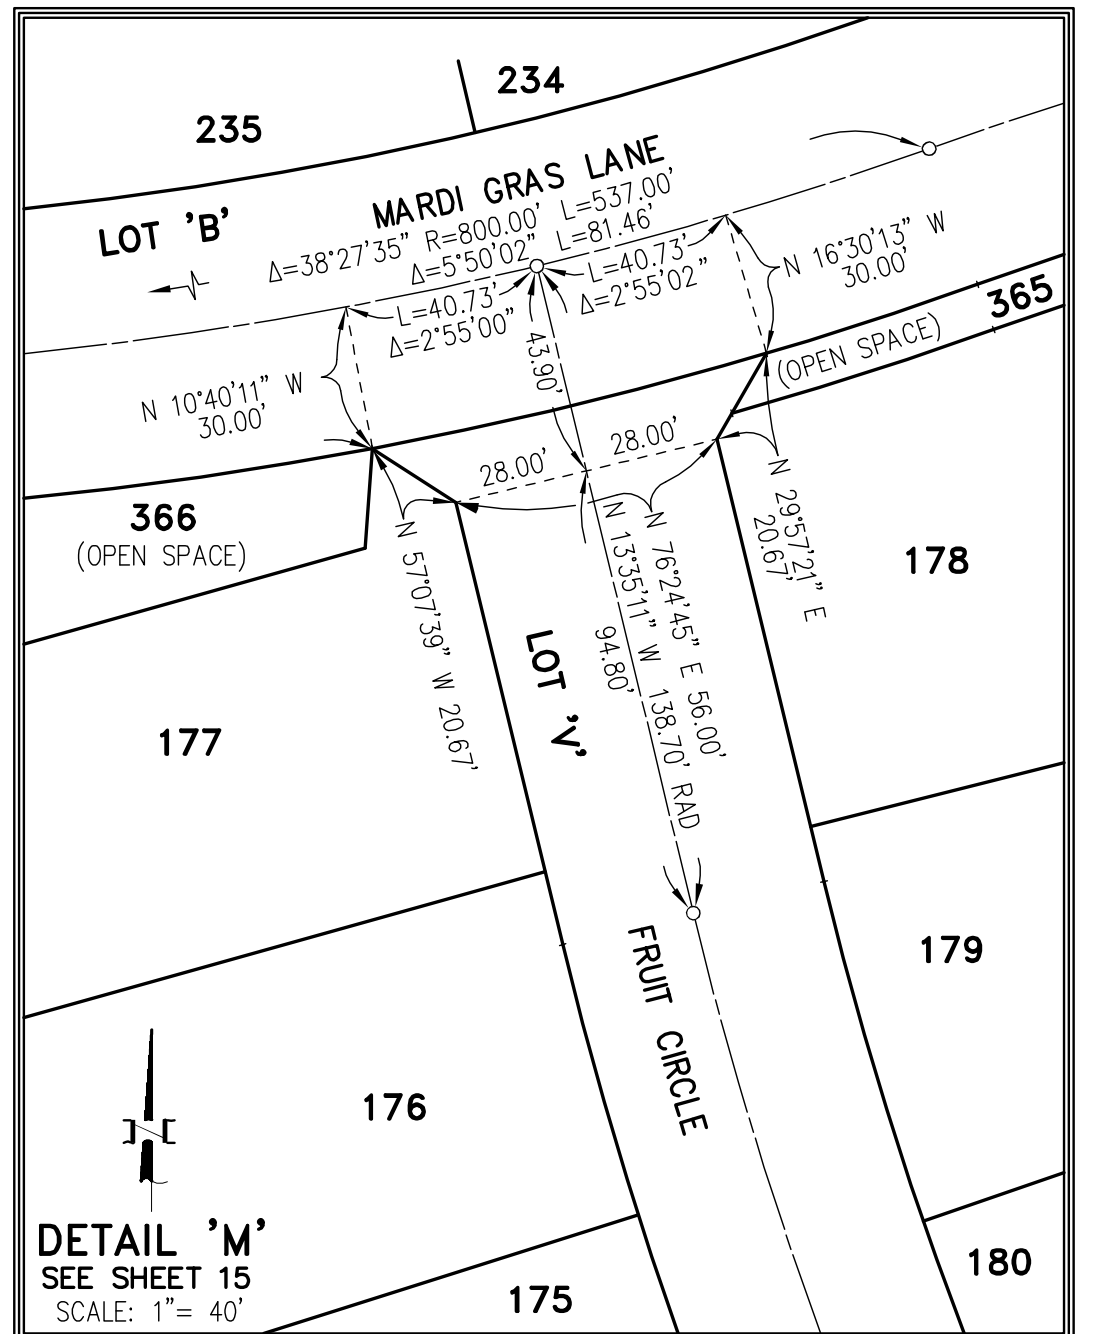 234
235
MARDI GRAS LANE
LOT 'B'
Δ=38°27'35" R=800.00' L=537.00'
Δ=5°50'02" L=81.46'
L=40.73'
Δ=2°55'02"
L=40.73'
Δ=2°55'00"
N 16°30'13" W
30.00'
365
(OPEN SPACE)
43.90'
N 10°40'11" W
30.00'
28.00'
28.00'
366
(OPEN SPACE)
N 57°07'39" W 20.67'
N 13°35'11" W 138.70' RAD
94.80'
N 76°24'45" E 56.00'
N 29°57'21" E
20.67'
178
LOT 'V'
177
179
FRUIT CIRCLE
176
DETAIL 'M'
SEE SHEET 15
SCALE: 1"= 40'
180
175